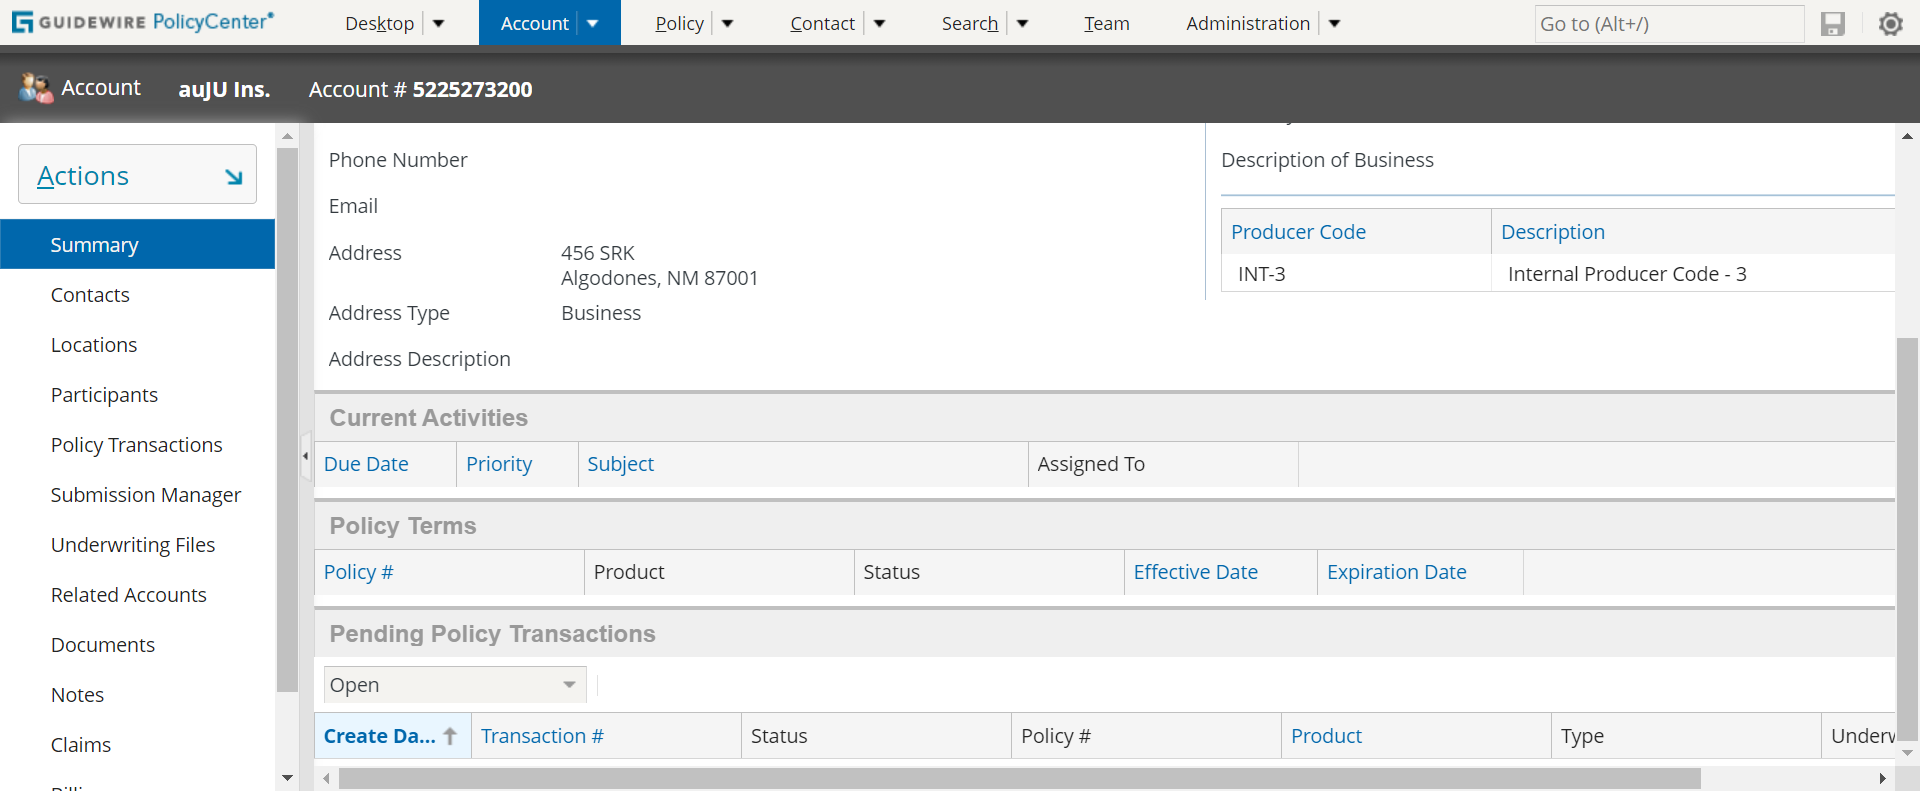 GUIDEWIRE PolicyCenter®
Desktop
Account
Policy
Contact
Search
Team
Administration
Go to (Alt+/)
Account auJU Ins. Account # 5225273200
Actions
Summary
Contacts
Locations
Participants
Policy Transactions
Submission Manager
Underwriting Files
Related Accounts
Documents
Notes
Claims
Phone Number
Email
Address 456 SRK
Algodones, NM 87001
Address Type Business
Address Description
Description of Business
Producer Code Description
INT-3 Internal Producer Code - 3
Current Activities
Due Date Priority Subject Assigned To
Policy Terms
Policy # Product Status Effective Date Expiration Date
Pending Policy Transactions
Open
Create Da... Transaction # Status Policy # Product Type